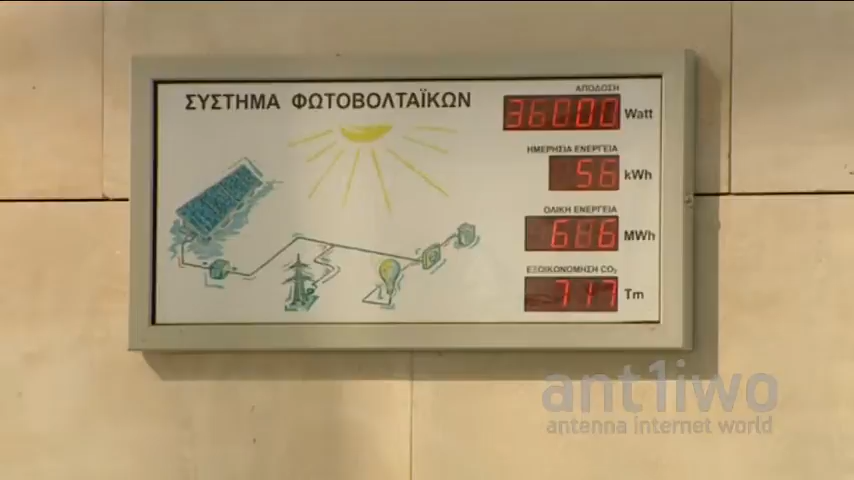 ΣΥΣΤΗΜΑ ΦΩΤΟΒΟΛΤΑΪΚΩΝ
ΑΠΟΔΟΣΗ
36000 Watt
ΗΜΕΡΗΣΙΑ ΕΝΕΡΓΕΙΑ
56 kWh
ΟΛΙΚΗ ΕΝΕΡΓΕΙΑ
686 MWh
ΕΞΟΙΚΟΝΟΜΗΣΗ CO₂
717 Tm
ant1iwo
antenna internet world